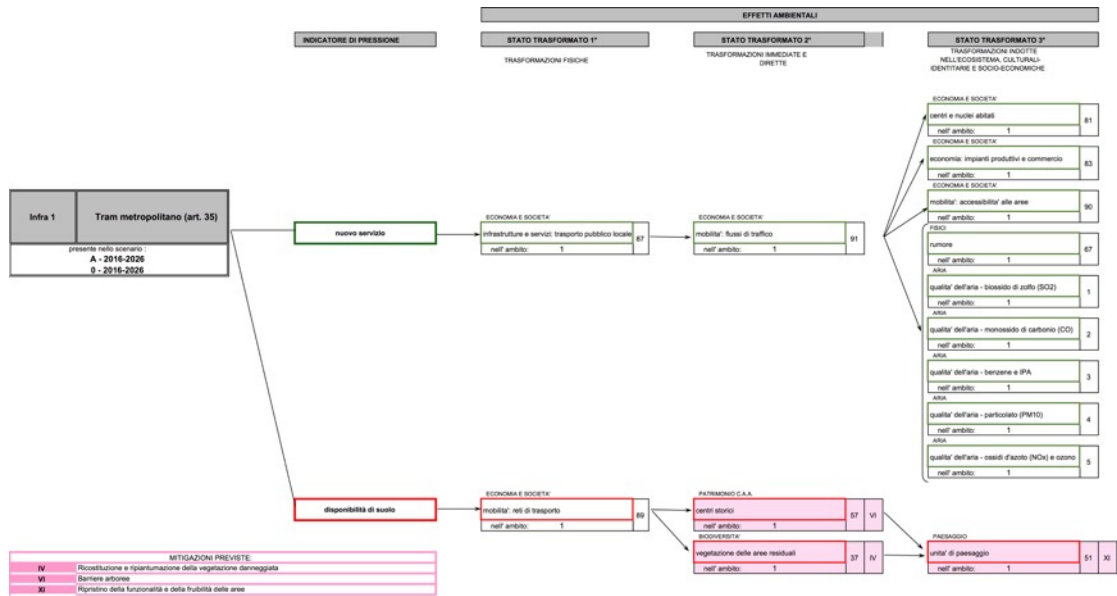 EFFETTI AMBIENTALI
INDICATORE DI PRESSIONE
STATO TRASFORMATO 1°
STATO TRASFORMATO 2°
STATO TRASFORMATO 3°
TRASFORMAZIONI FISICHE
TRASFORMAZIONI IMMEDIATE E
DIRETTE
TRASFORMAZIONI INDOTTE
NELL'ECOSISTEMA, CULTURALI-
IDENTITARIE E SOCIO-ECONOMICHE
Infra 1 Tram metropolitano (art. 35)
presente nello scenario :
A - 2016-2026
0 - 2016-2026
nuovo servizio
ECONOMIA E SOCIETA'
infrastrutture e servizi: trasporto pubblico locale 87
nell' ambito: 1
ECONOMIA E SOCIETA'
mobilita': flussi di traffico 91
nell' ambito: 1
ECONOMIA E SOCIETA'
centri e nuclei abitati 81
nell' ambito: 1
ECONOMIA E SOCIETA'
economia: impianti produttivi e commercio 83
nell' ambito: 1
ECONOMIA E SOCIETA'
mobilita': accessibilita' alle aree 90
nell' ambito: 1
FISICI
rumore 67
nell' ambito: 1
ARIA
qualita' dell'aria - biossido di zolfo (SO2) 1
nell' ambito: 1
ARIA
qualita' dell'aria - monossido di carbonio (CO) 2
nell' ambito: 1
ARIA
qualita' dell'aria - benzene e IPA 3
nell' ambito: 1
ARIA
qualita' dell'aria - particolato (PM10) 4
nell' ambito: 1
ARIA
qualita' dell'aria - ossidi d'azoto (NOx) e ozono 5
nell' ambito: 1
disponibilità di suolo
ECONOMIA E SOCIETA'
mobilita': reti di trasporto 89
nell' ambito: 1
PATRIMONIO C.A.A.
centri storici 57 VI
nell' ambito: 1
BIODIVERSITA'
vegetazione delle aree residuali 37 IV
nell' ambito: 1
PAESAGGIO
unita' di paesaggio 51 XI
nell' ambito: 1
MITIGAZIONI PREVISTE:
IV Ricostituzione e ripiantumazione della vegetazione danneggiata
VI Barriere arboree
XI Ripristino della funzionalità e della fruibilità delle aree